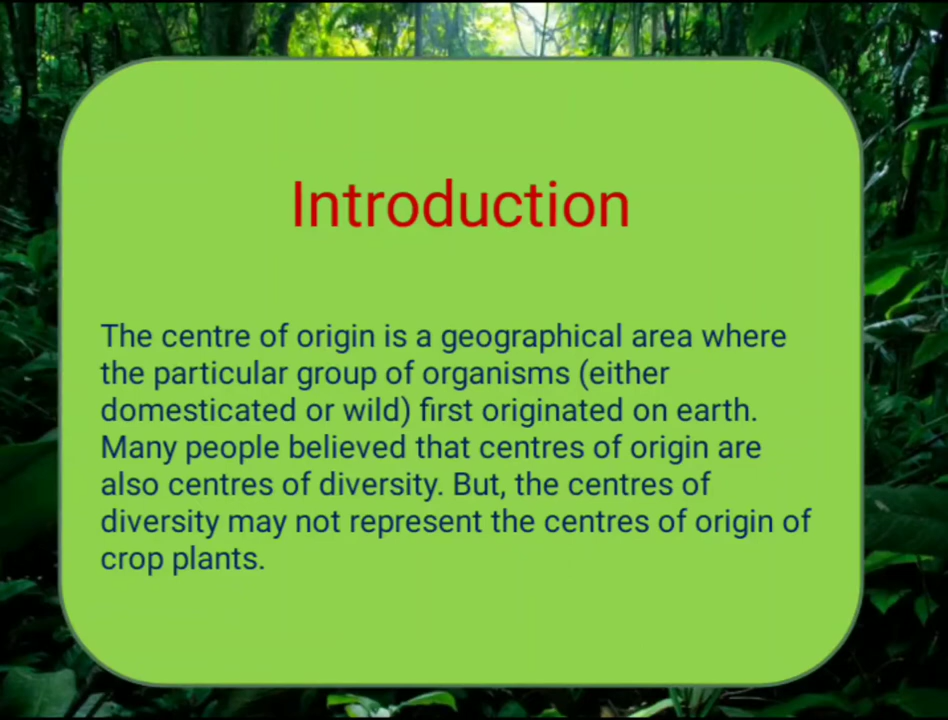 Introduction
The centre of origin is a geographical area where
the particular group of organisms (either
domesticated or wild) first originated on earth.
Many people believed that centres of origin are
also centres of diversity. But, the centres of
diversity may not represent the centres of origin of
crop plants.